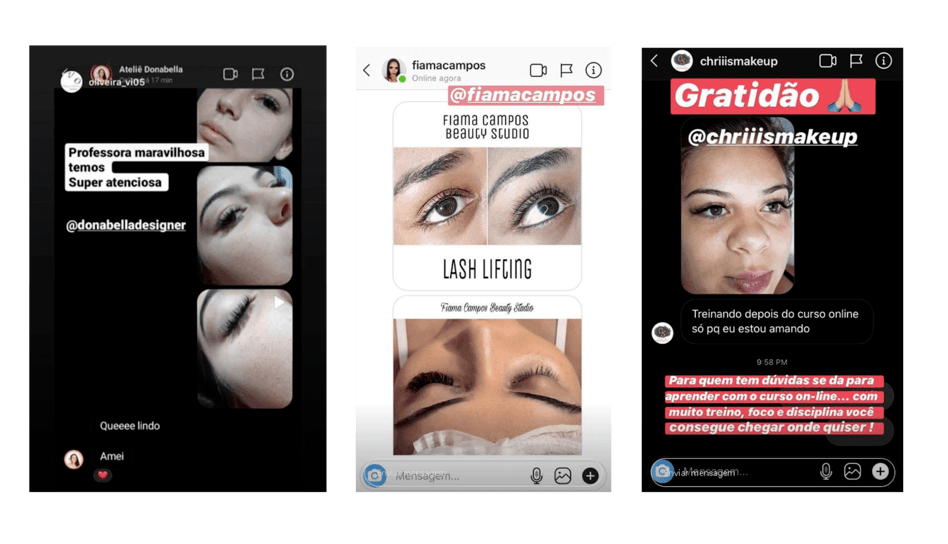 Ateliê Donabella
oliveira_vi05
17 min
Professora maravilhosa
temos
Super atenciosa
@donabelladesigner
Queeee lindo
Amei
fiamacampos
Online agora
@fiamacampos
FIAMA CAMPOS
BEAUTY STUDIO
LASH LIFTING
Fiama Campos Beauty Studio
Mensagem...
chriiismakeup
Gratidão 🙏🏼
@chriiismakeup
Treinando depois do curso online
só pq eu estou amando
9:58 PM
Para quem tem dúvidas se da para
aprender com o curso on-line... com
muito treino, foco e disciplina você
consegue chegar onde quiser !
Mensagem...